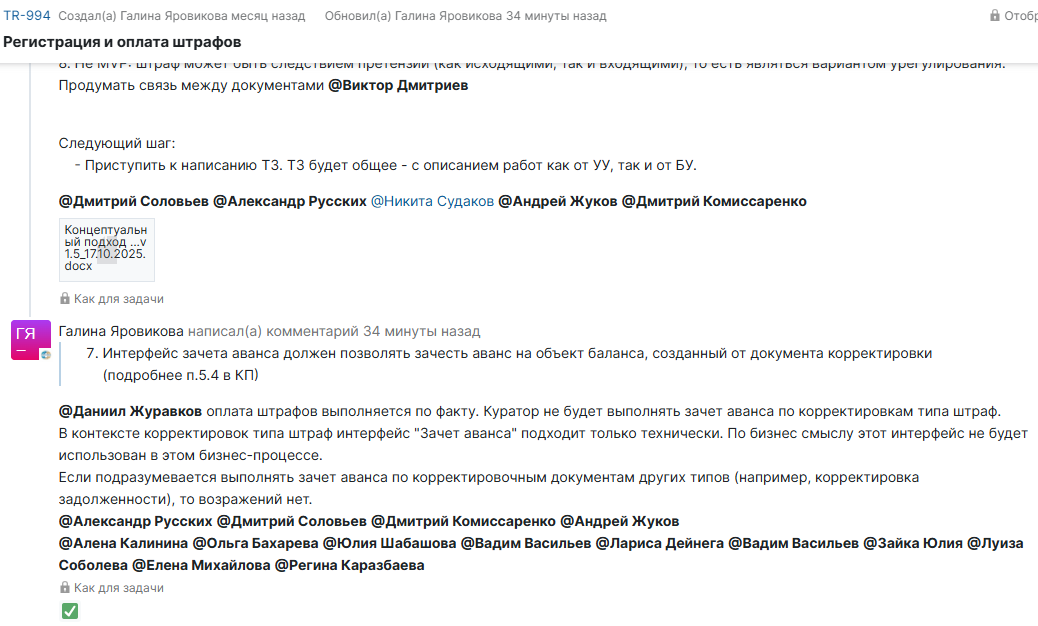 TR-994 Создал(а) Галина Яровикова месяц назад Обновил(а) Галина Яровикова 34 минуты назад
Регистрация и оплата штрафов
Не MVP: штраф может быть следствием претензии (как исходящими, так и входящими), то есть являться вариантом урегулирования.
Продумать связь между документами @Виктор Дмитриев
Следующий шаг:
- Приступить к написанию ТЗ. ТЗ будет общее - с описанием работ как от УУ, так и от БУ.
@Дмитрий Соловьев @Александр Русских @Никита Судаков @Андрей Жуков @Дмитрий Комиссаренко
Концептуальн
ый подход ...v
1.5_17.10.2025.
docx
Как для задачи
ГЯ
Галина Яровикова написал(а) комментарий 34 минуты назад
7. Интерфейс зачета аванса должен позволять зачесть аванс на объект баланса, созданный от документа корректировки
(подробнее п.5.4 в КП)
@Даниил Журавков оплата штрафов выполняется по факту. Куратор не будет выполнять зачет аванса по корректировкам типа штраф.
В контексте корректировок типа штраф интерфейс "Зачет аванса" подходит только технически. По бизнес смыслу этот интерфейс не будет
использован в этом бизнес-процессе.
Если подразумевается выполнять зачет аванса по корректировочным документам других типов (например, корректировка
задолженности), то возражений нет.
@Александр Русских @Дмитрий Соловьев @Дмитрий Комиссаренко @Андрей Жуков
@Алена Калинина @Ольга Бахарева @Юлия Шабашова @Вадим Васильев @Лариса Дейнега @Вадим Васильев @Зайка Юлия @Луиза
Соболева @Елена Михайлова @Регина Каразбаева
Как для задачи